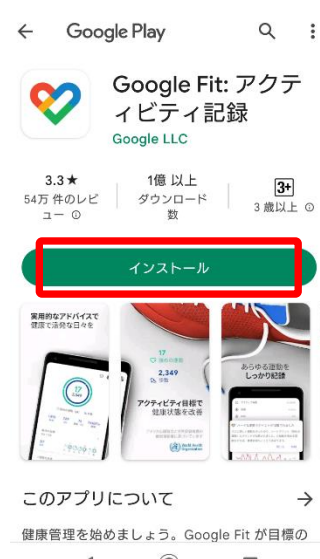 Google Play
Google Fit: アクテ
ィビティ記録
Google LLC
3.3★
54万 件のレビ
ュー
1億 以上
ダウンロード
数
3+
3 歳以上
インストール
実用的なアドバイスで
健康で活発な日々を
17
2,349
アクティビティ目標で
健康状態を改善
あらゆる運動を
しっかり記録
このアプリについて
健康管理を始めましょう。Google Fit が目標の